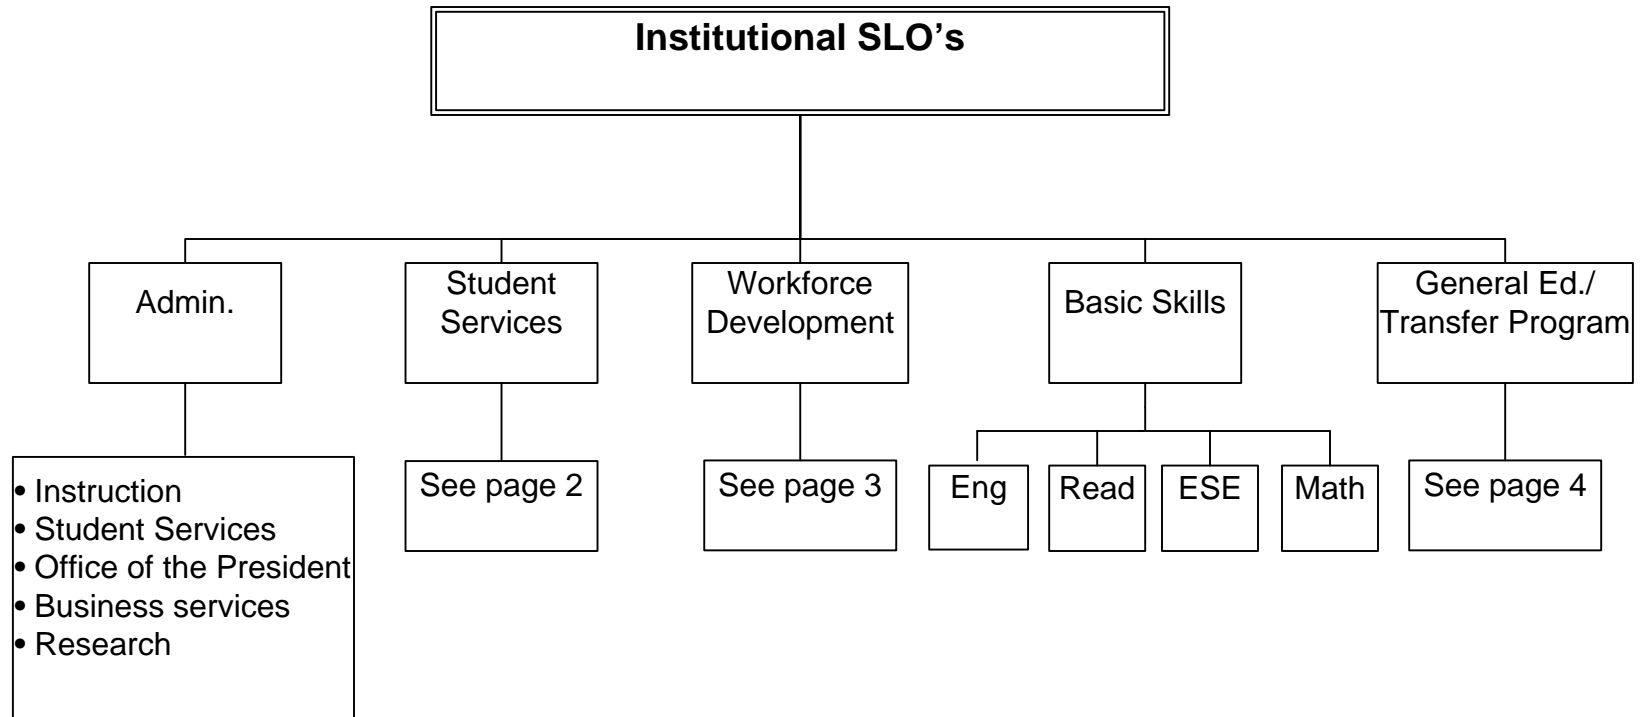 Institutional SLO’s
Admin.
Student
Services
Workforce
Development
Basic Skills
General Ed./
Transfer Program
• Instruction
• Student Services
• Office of the President
• Business services
• Research
See page 2
See page 3
Eng
Read
ESE
Math
See page 4